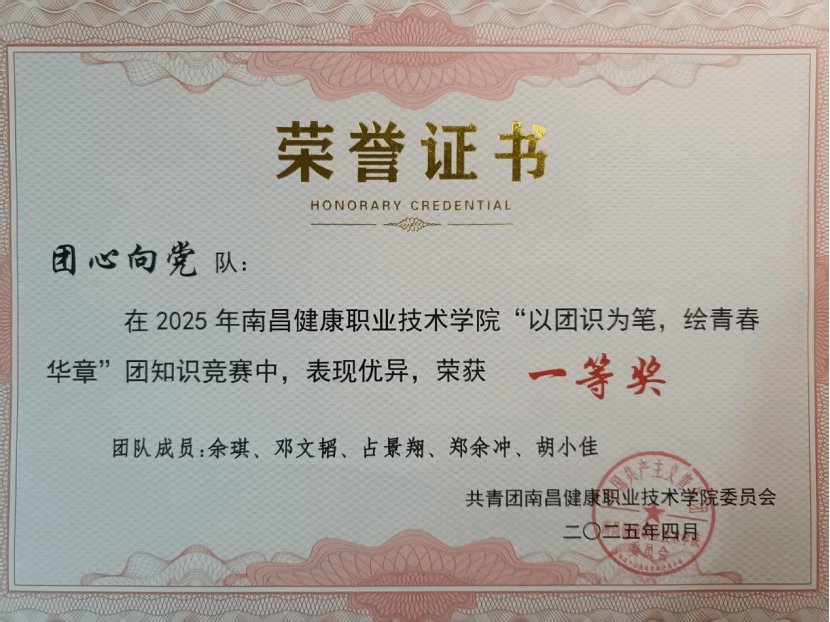 荣誉证书
HONORARY CREDENTIAL
团心向党 队：
在2025年南昌健康职业技术学院“以团识为笔，绘青春
华章”团知识竞赛中，表现优异，荣获 一等奖
团队成员：余琪、邓文韬、占景翔、郑余冲、胡小佳
共青团南昌健康职业技术学院委员会
二〇二五年四月